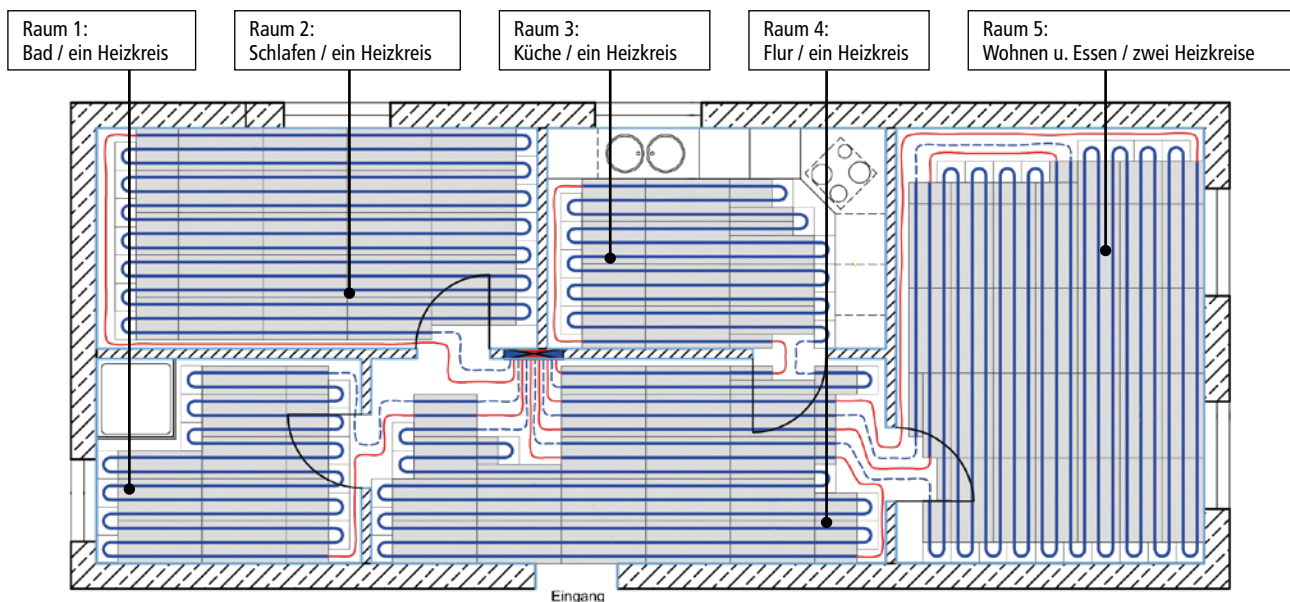 Raum 1:
Bad / ein Heizkreis
Raum 2:
Schlafen / ein Heizkreis
Raum 3:
Küche / ein Heizkreis
Raum 4:
Flur / ein Heizkreis
Raum 5:
Wohnen u. Essen / zwei Heizkreise
Eingang